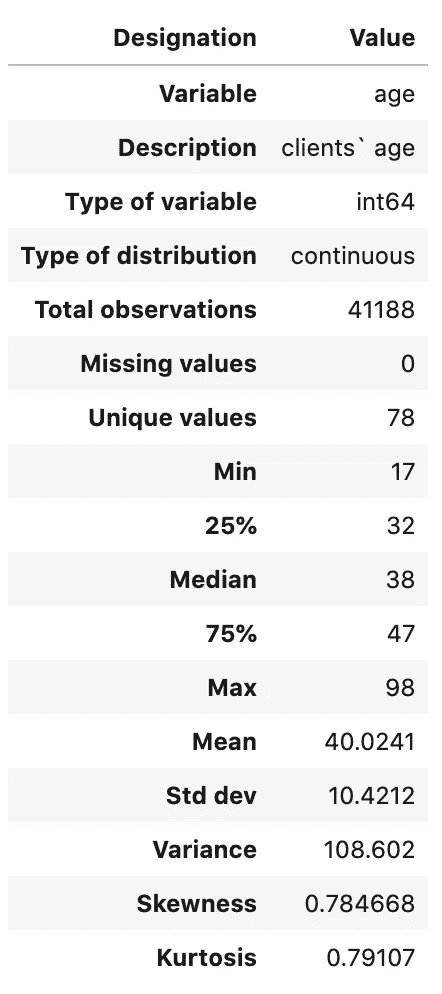 Designation Value
Variable age
Description clients` age
Type of variable int64
Type of distribution continuous
Total observations 41188
Missing values 0
Unique values 78
Min 17
25% 32
Median 38
75% 47
Max 98
Mean 40.0241
Std dev 10.4212
Variance 108.602
Skewness 0.784668
Kurtosis 0.79107